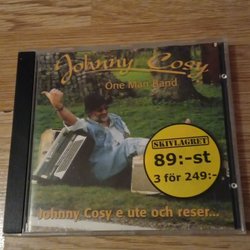 Johnny Cosy
One Man Band
SKIVLAGRET
89:-st
3 för 249:-
Johnny Cosy e ute och reser...